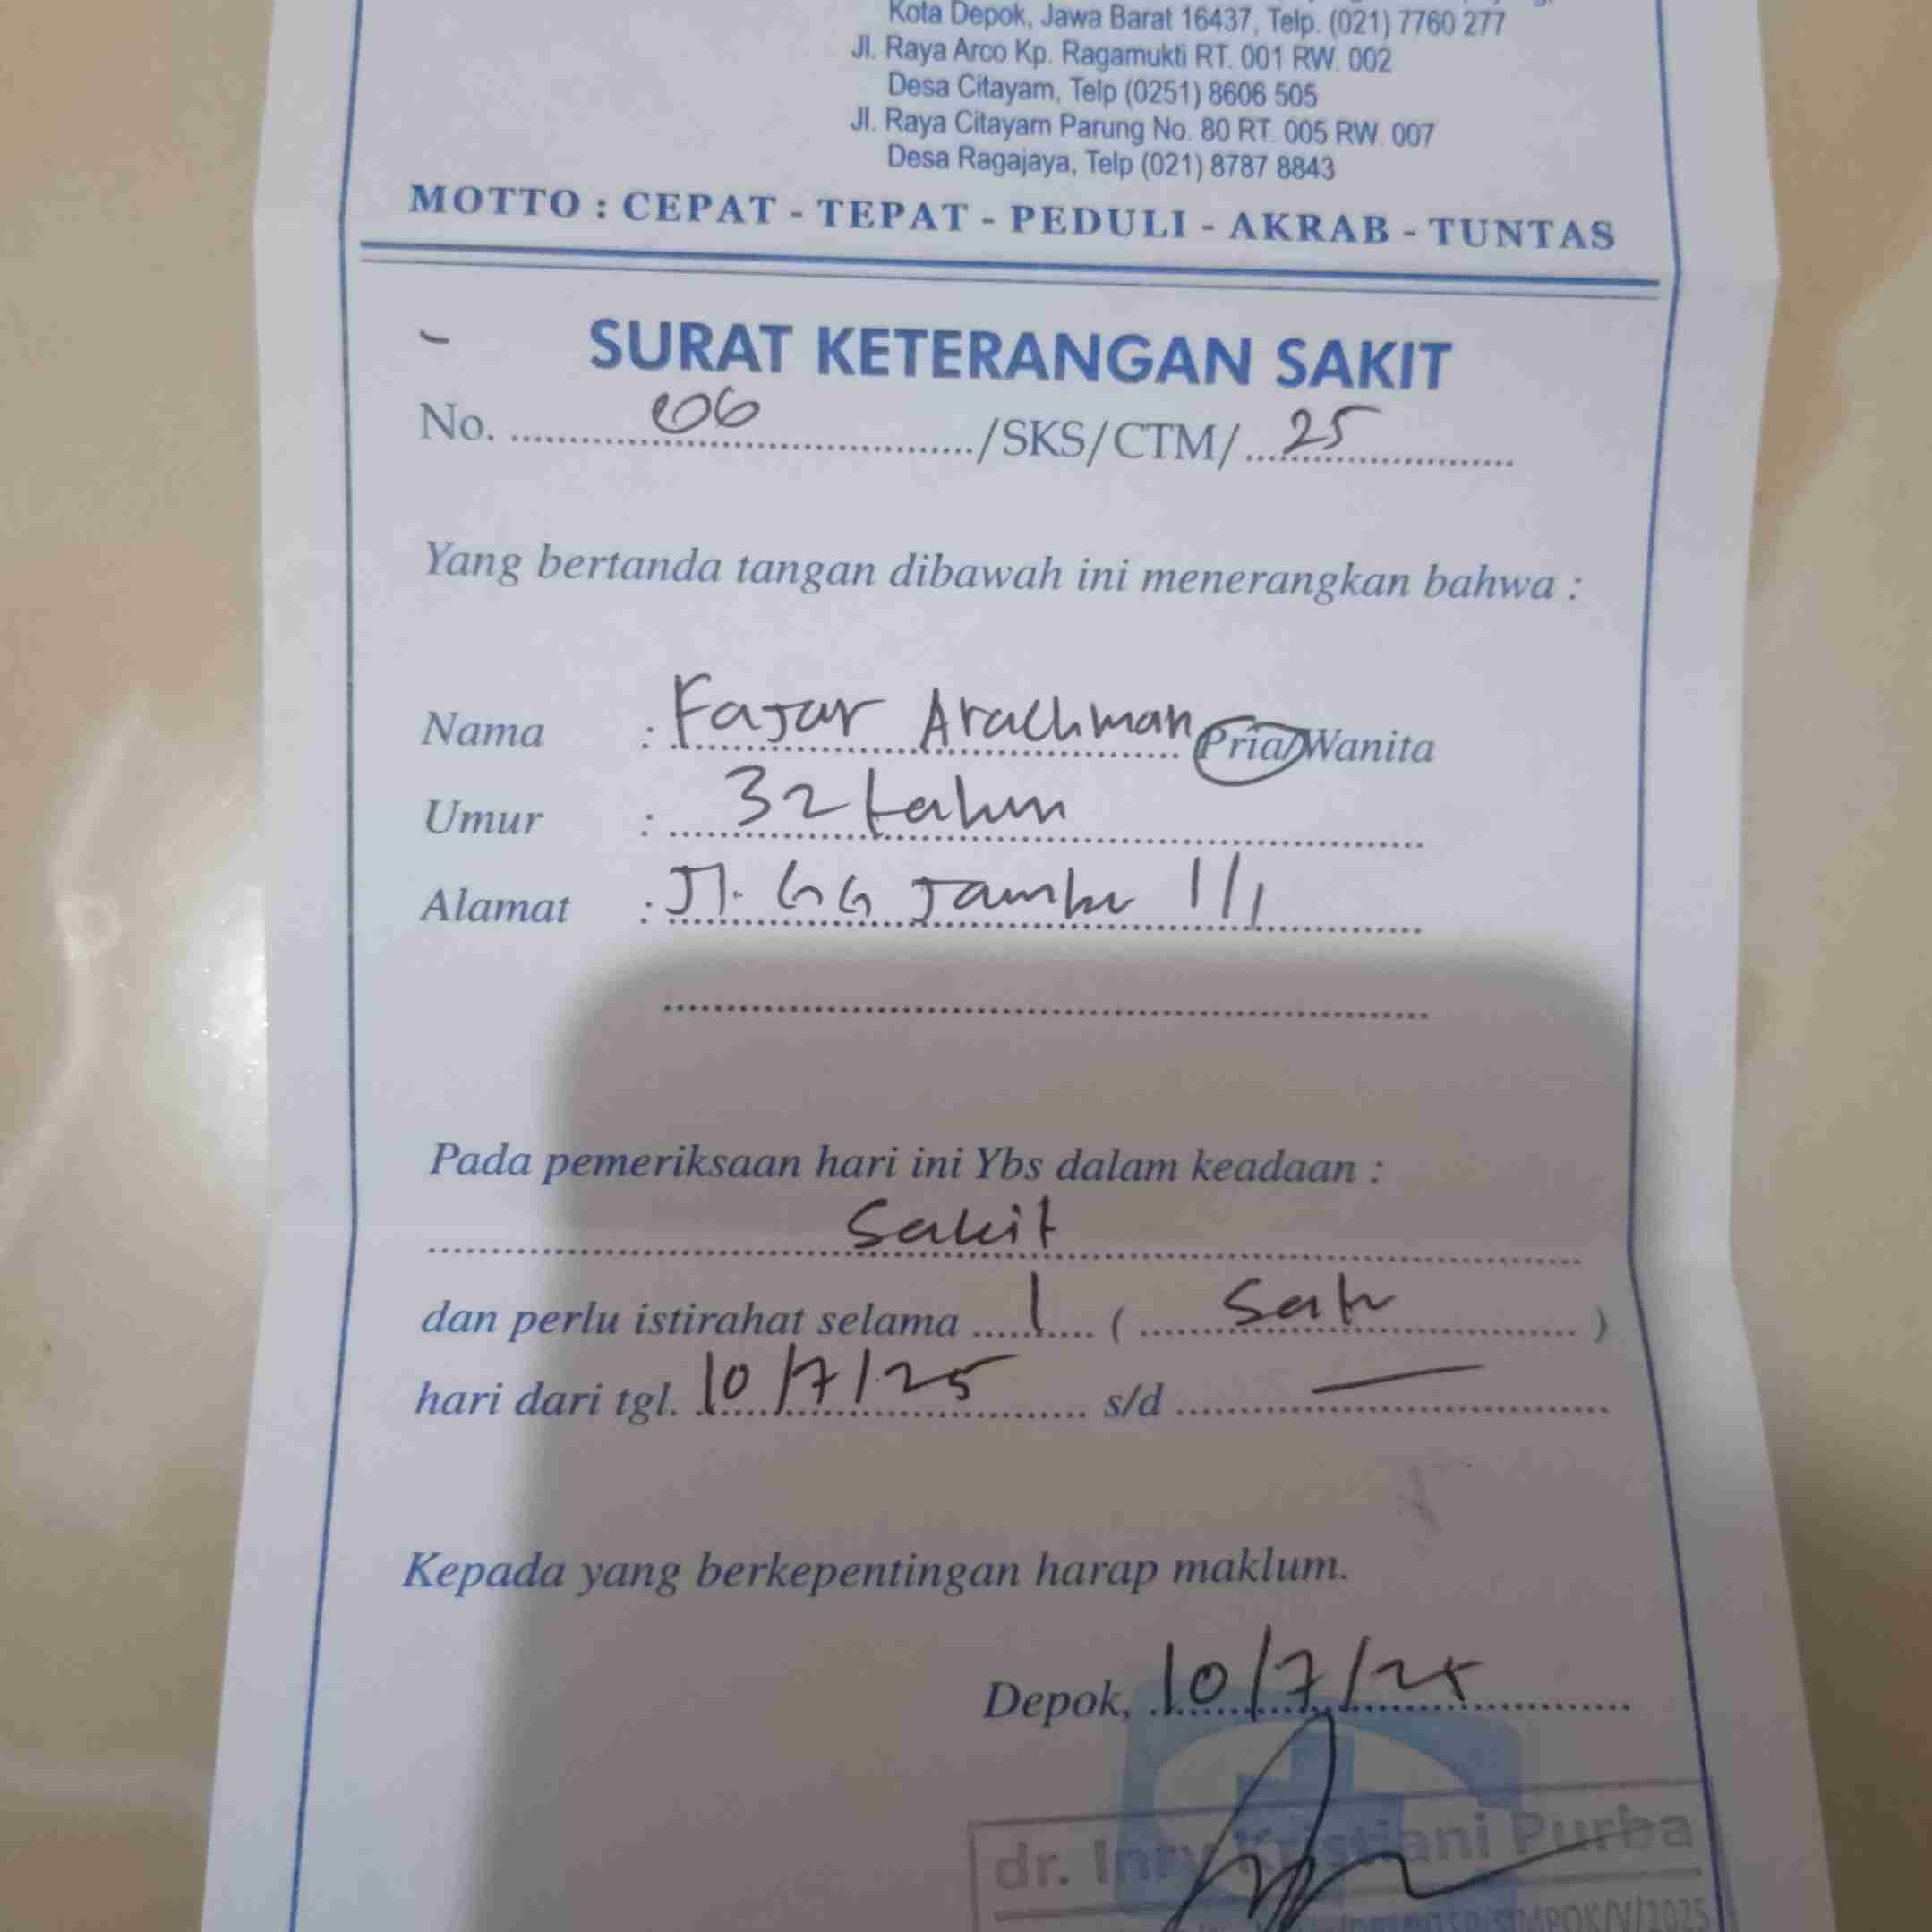 Kota Depok, Jawa Barat 16437, Telp. (021) 7760 277
Jl. Raya Arco Kp. Ragamukti RT. 001 RW. 002
Desa Citayam, Telp (0251) 8606 505
Jl. Raya Citayam Parung No. 80 RT. 005 RW. 007
Desa Ragajaya, Telp (021) 8787 8843
MOTTO : CEPAT - TEPAT - PEDULI - AKRAB - TUNTAS
SURAT KETERANGAN SAKIT
No. 006 /SKS/CTM/ 25
Yang bertanda tangan dibawah ini menerangkan bahwa :
Nama : Fajar Arachman Pria/Wanita
Umur : 32 tahun
Alamat : Jl. GG Jambu 1/1
Pada pemeriksaan hari ini Ybs dalam keadaan :
Sakit
dan perlu istirahat selama 1 ( Satu )
hari dari tgl. 10/7/25 s/d —
Kepada yang berkepentingan harap maklum.
Depok, 10/7/25
dr. Inry Kristiani Purba